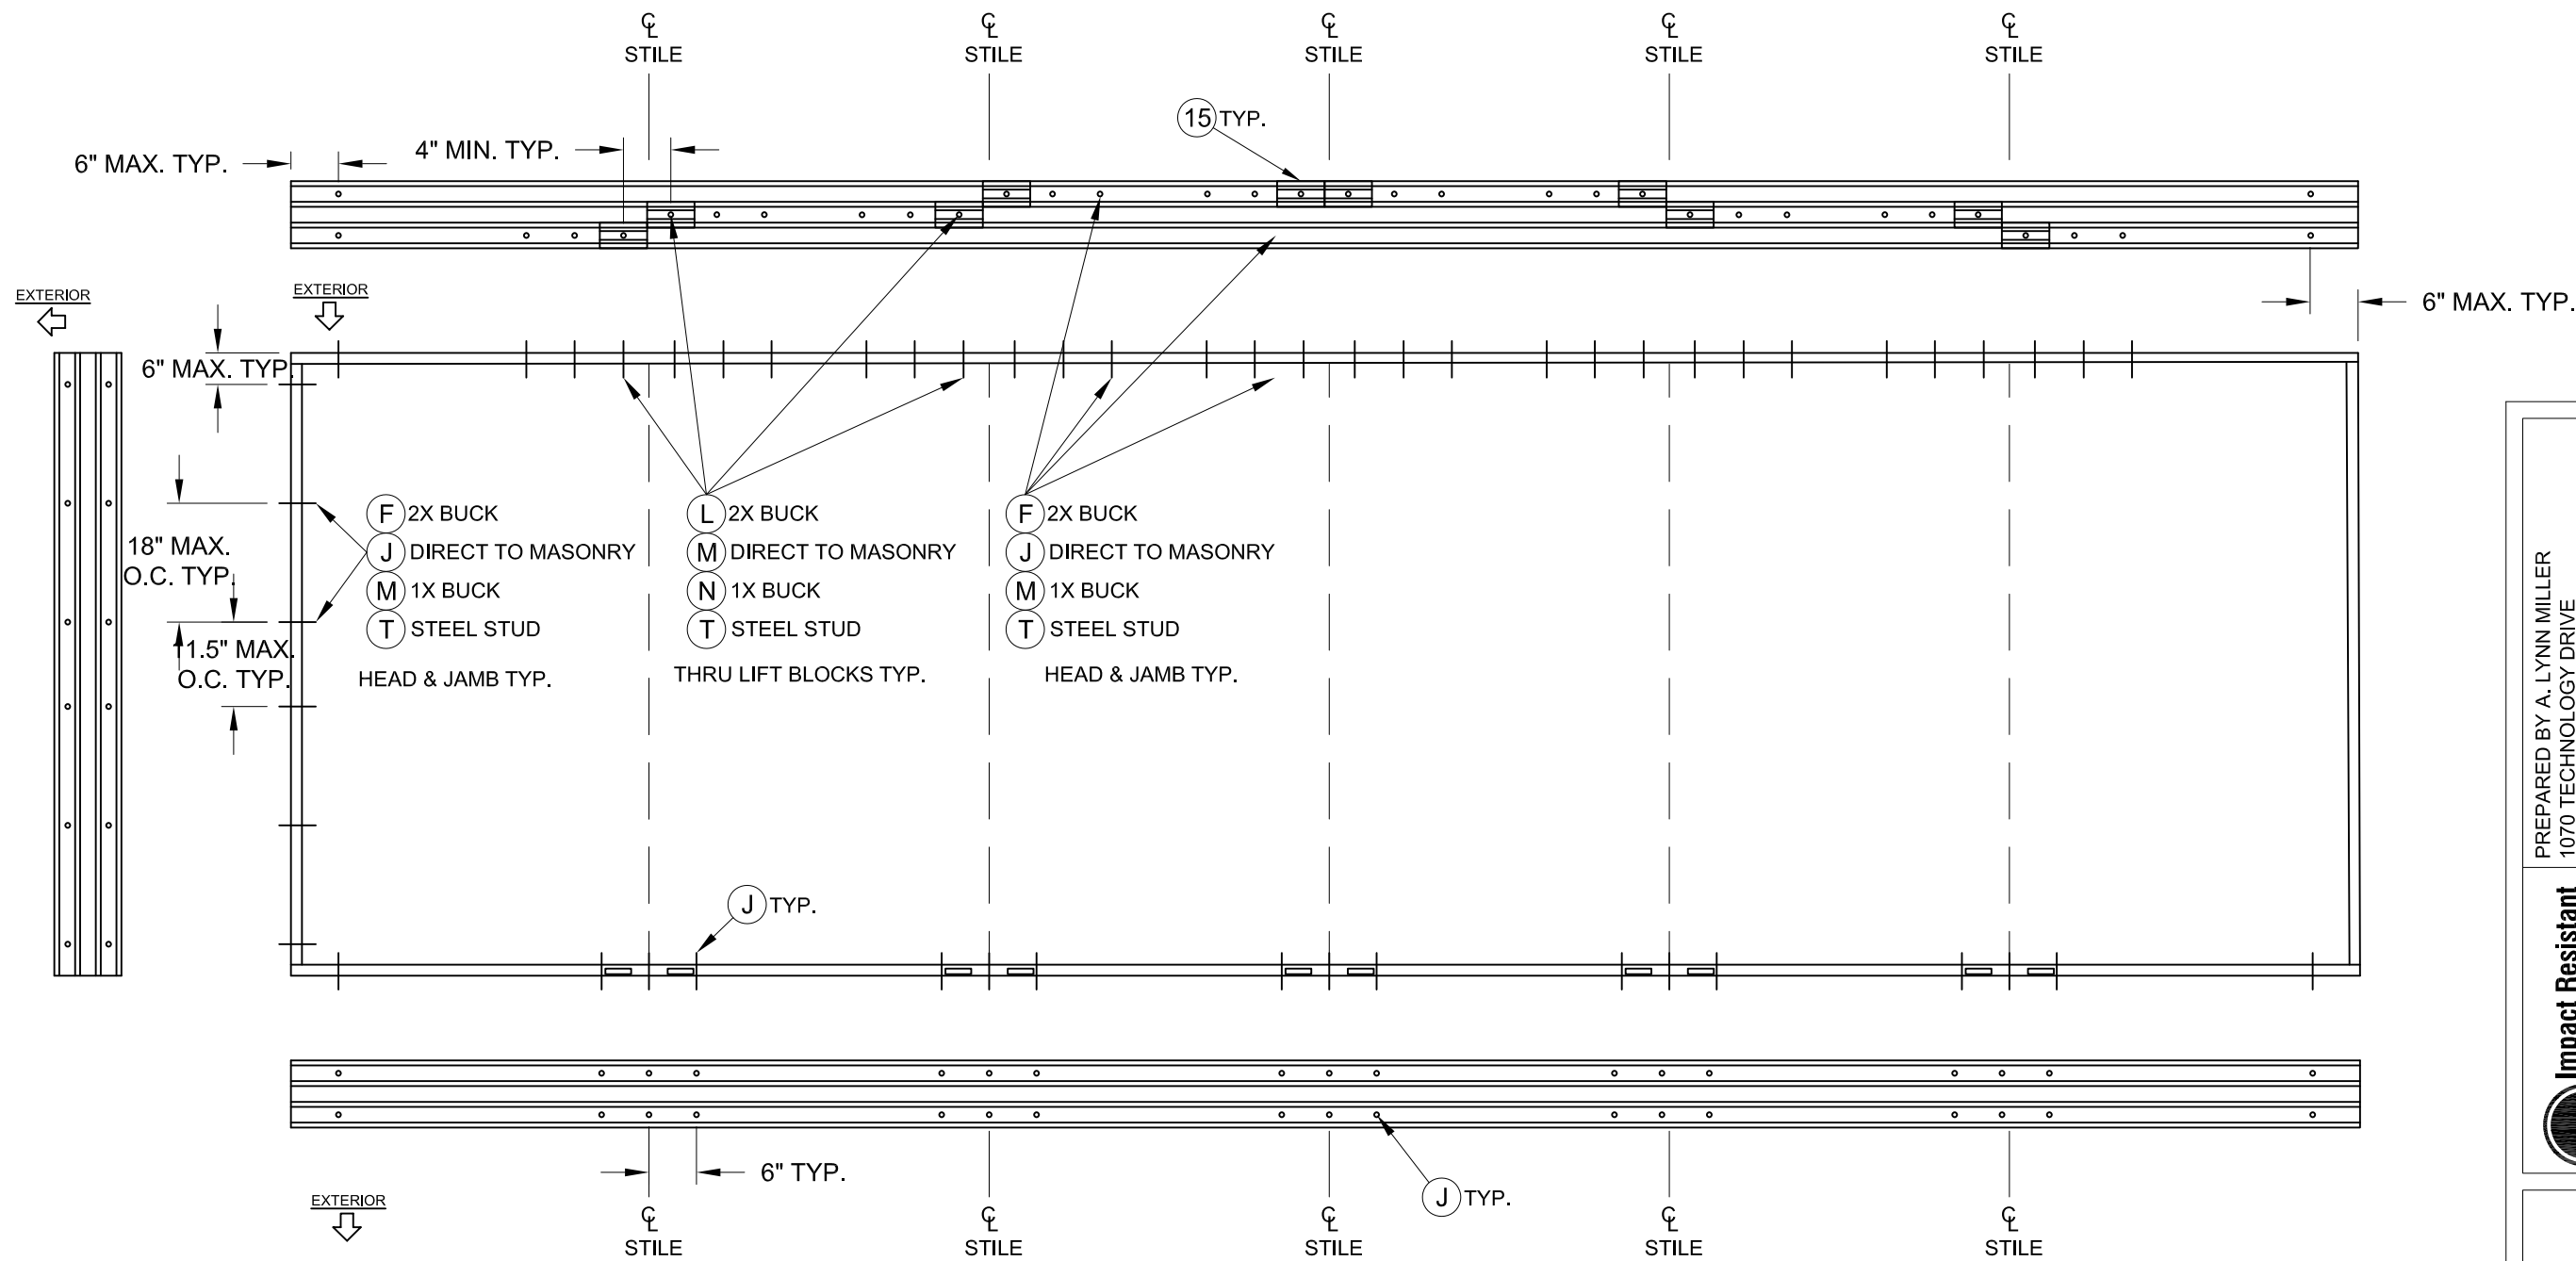 ℄ ℄ ℄ ℄ ℄
STILE STILE STILE STILE STILE
15 TYP.
6" MAX. TYP.
4" MIN. TYP.
EXTERIOR
EXTERIOR
6" MAX. TYP.
6" MAX. TYP.
18" MAX.
O.C. TYP.
11.5" MAX.
O.C. TYP.
F 2X BUCK
J DIRECT TO MASONRY
M 1X BUCK
T STEEL STUD
HEAD & JAMB TYP.
L 2X BUCK
M DIRECT TO MASONRY
N 1X BUCK
T STEEL STUD
THRU LIFT BLOCKS TYP.
F 2X BUCK
J DIRECT TO MASONRY
M 1X BUCK
T STEEL STUD
HEAD & JAMB TYP.
J TYP.
6" TYP.
J TYP.
EXTERIOR
℄ ℄ ℄ ℄ ℄
STILE STILE STILE STILE STILE
PREPARED BY A. LYNN MILLER
1070 TECHNOLOGY DRIVE
Impact Resistant